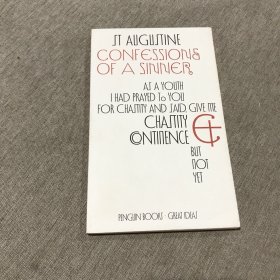 ST AUGUSTINE
CONFESSIONS
OF A SINNER
AS A YOUTH
I HAD PRAYED TO YOU
FOR CHASTITY AND SAID, GIVE ME
CHASTITY &
CONTINENCE
BUT
NOT
YET
PENGUIN BOOKS · GREAT IDEAS